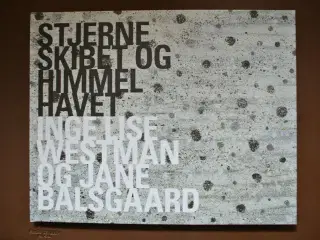 STJERNE
SKIBET OG
HIMMEL
HAVET
INGE LISE
WESTMAN
OG JANE
BALSGAARD